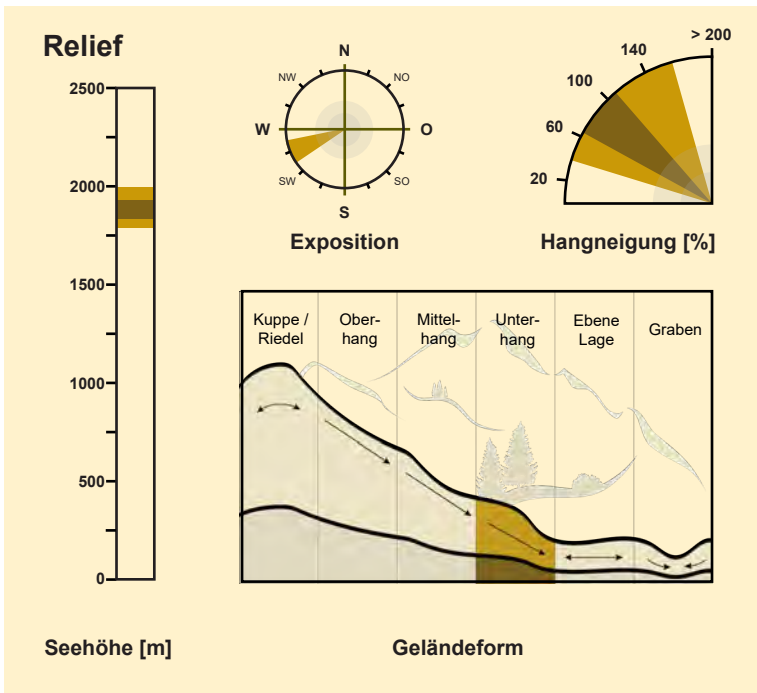 Relief
2500
2000
1500
1000
500
0
Seehöhe [m]
N
NW
NO
W
O
SW
SO
S
Exposition
> 200
140
100
60
20
Hangneigung [%]
Kuppe /
Riedel
Ober-
hang
Mittel-
hang
Unter-
hang
Ebene
Lage
Graben
Geländeform